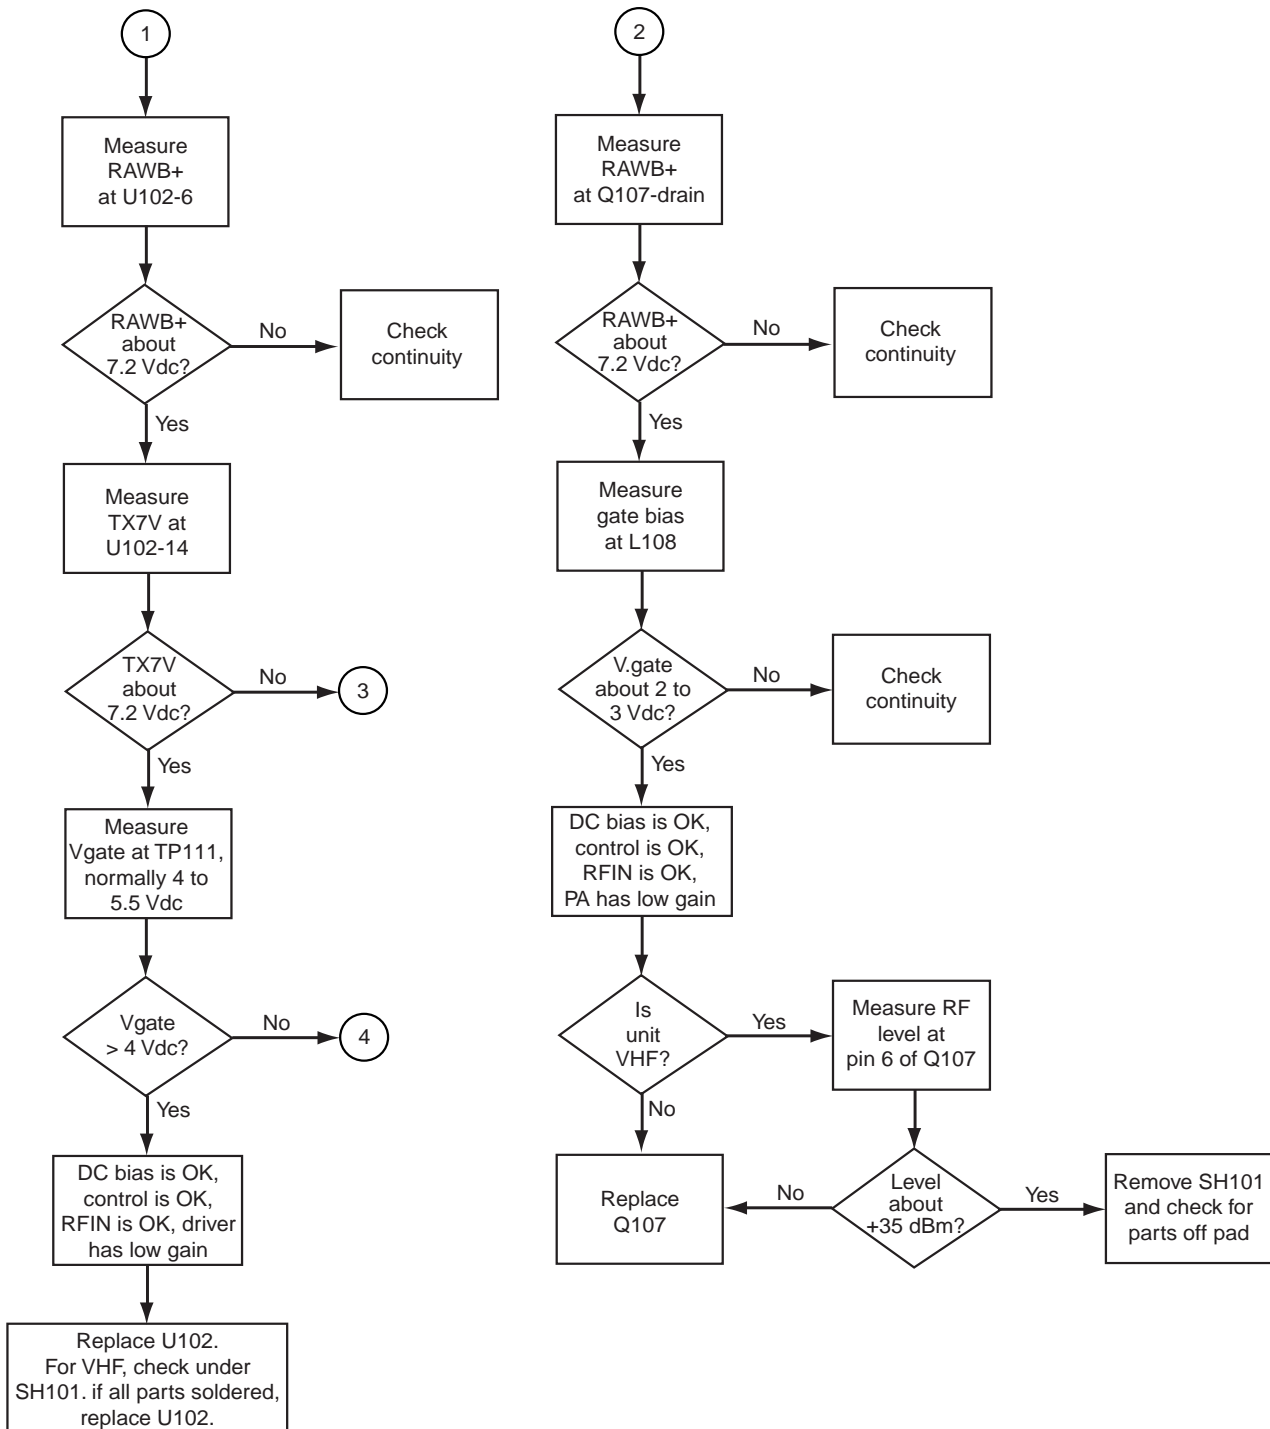 1
Measure
RAWB+
at U102-6
RAWB+
about
7.2 Vdc?
No
Check
continuity
Yes
Measure
TX7V at
U102-14
TX7V
about
7.2 Vdc?
No
3
Yes
Measure
Vgate at TP111,
normally 4 to
5.5 Vdc
Vgate
> 4 Vdc?
No
4
Yes
DC bias is OK,
control is OK,
RFIN is OK, driver
has low gain
Replace U102.
For VHF, check under
SH101. if all parts soldered,
replace U102.
2
Measure
RAWB+
at Q107-drain
RAWB+
about
7.2 Vdc?
No
Check
continuity
Yes
Measure
gate bias
at L108
V.gate
about 2 to
3 Vdc?
No
Check
continuity
Yes
DC bias is OK,
control is OK,
RFIN is OK,
PA has low gain
Is
unit
VHF?
Yes
Measure RF
level at
pin 6 of Q107
No
Replace
Q107
No
Level
about
+35 dBm?
Yes
Remove SH101
and check for
parts off pad